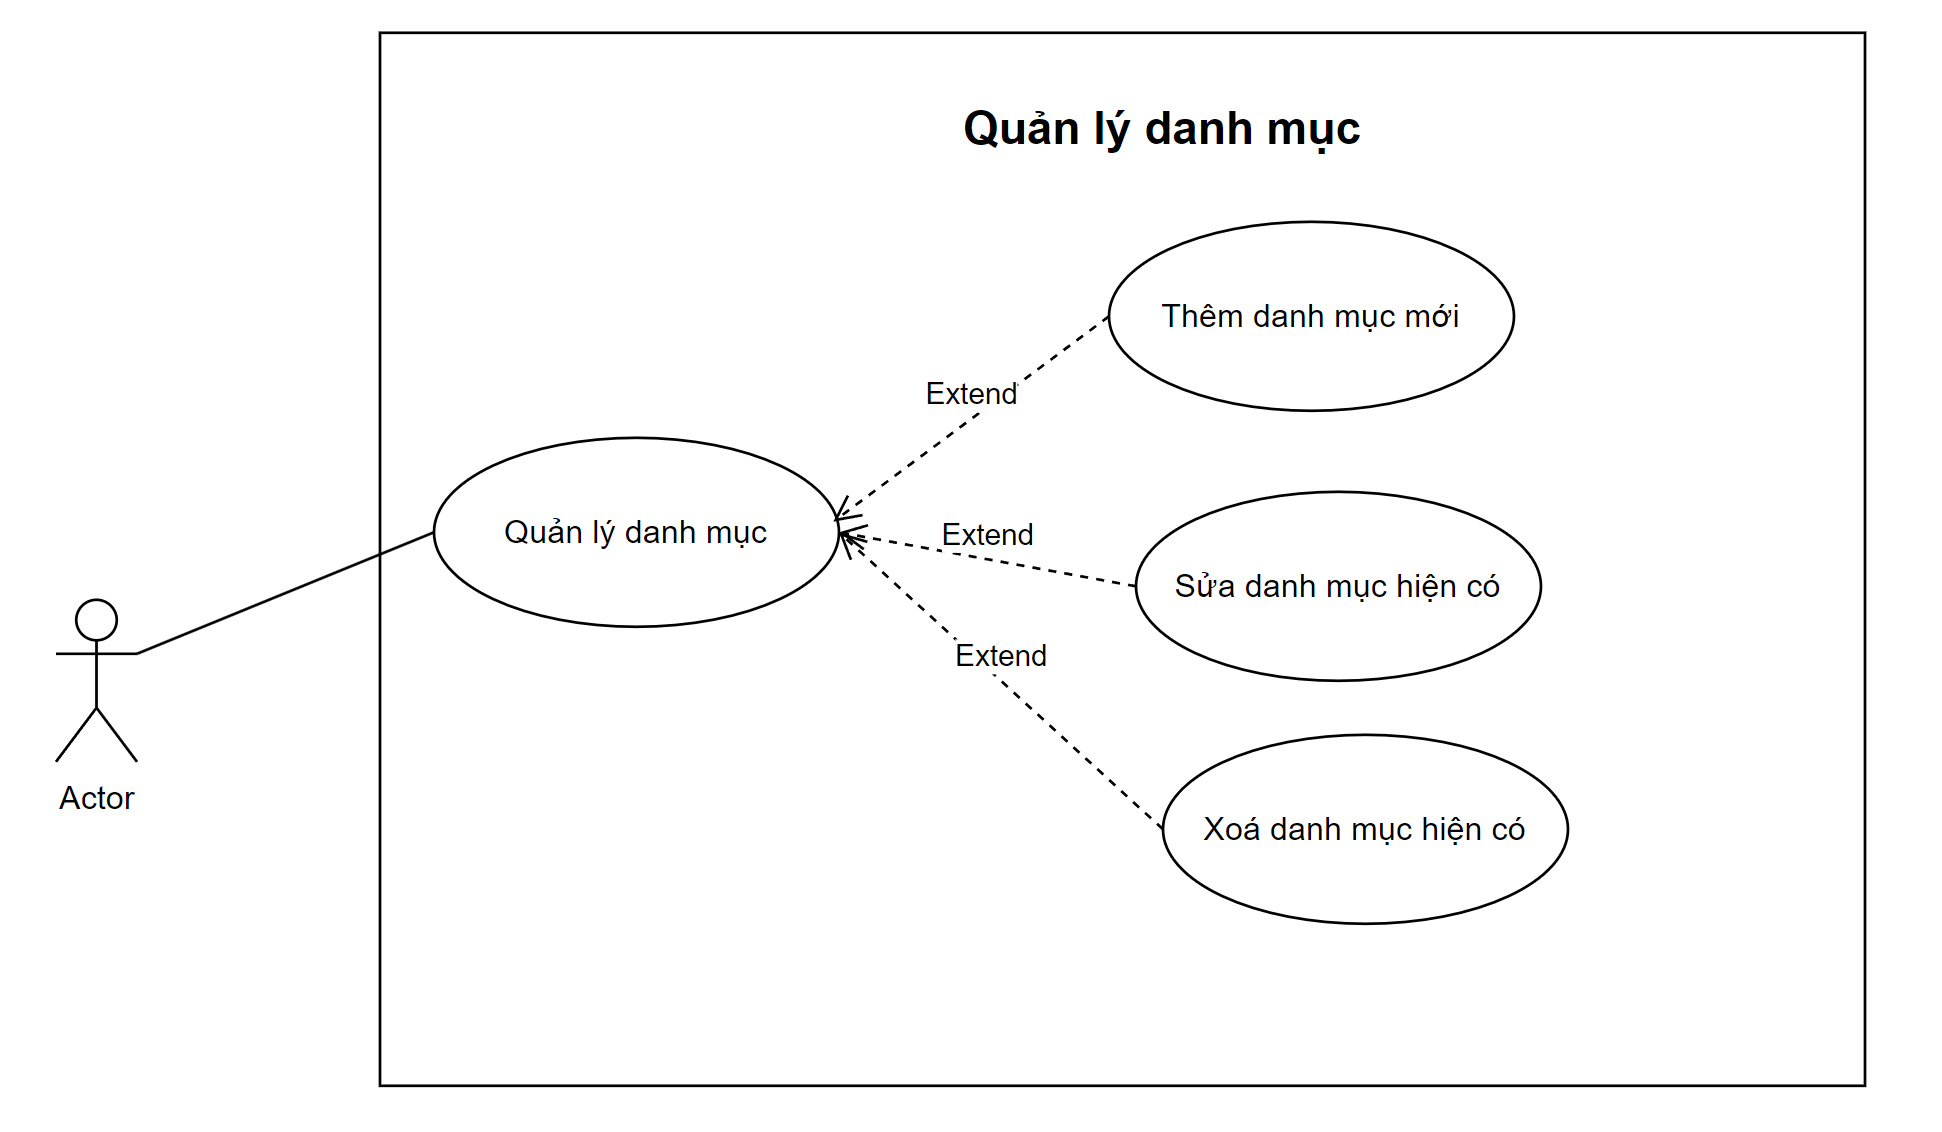 Quản lý danh mục
Thêm danh mục mới
Extend
Quản lý danh mục
Extend
Sửa danh mục hiện có
Extend
Xoá danh mục hiện có
Actor